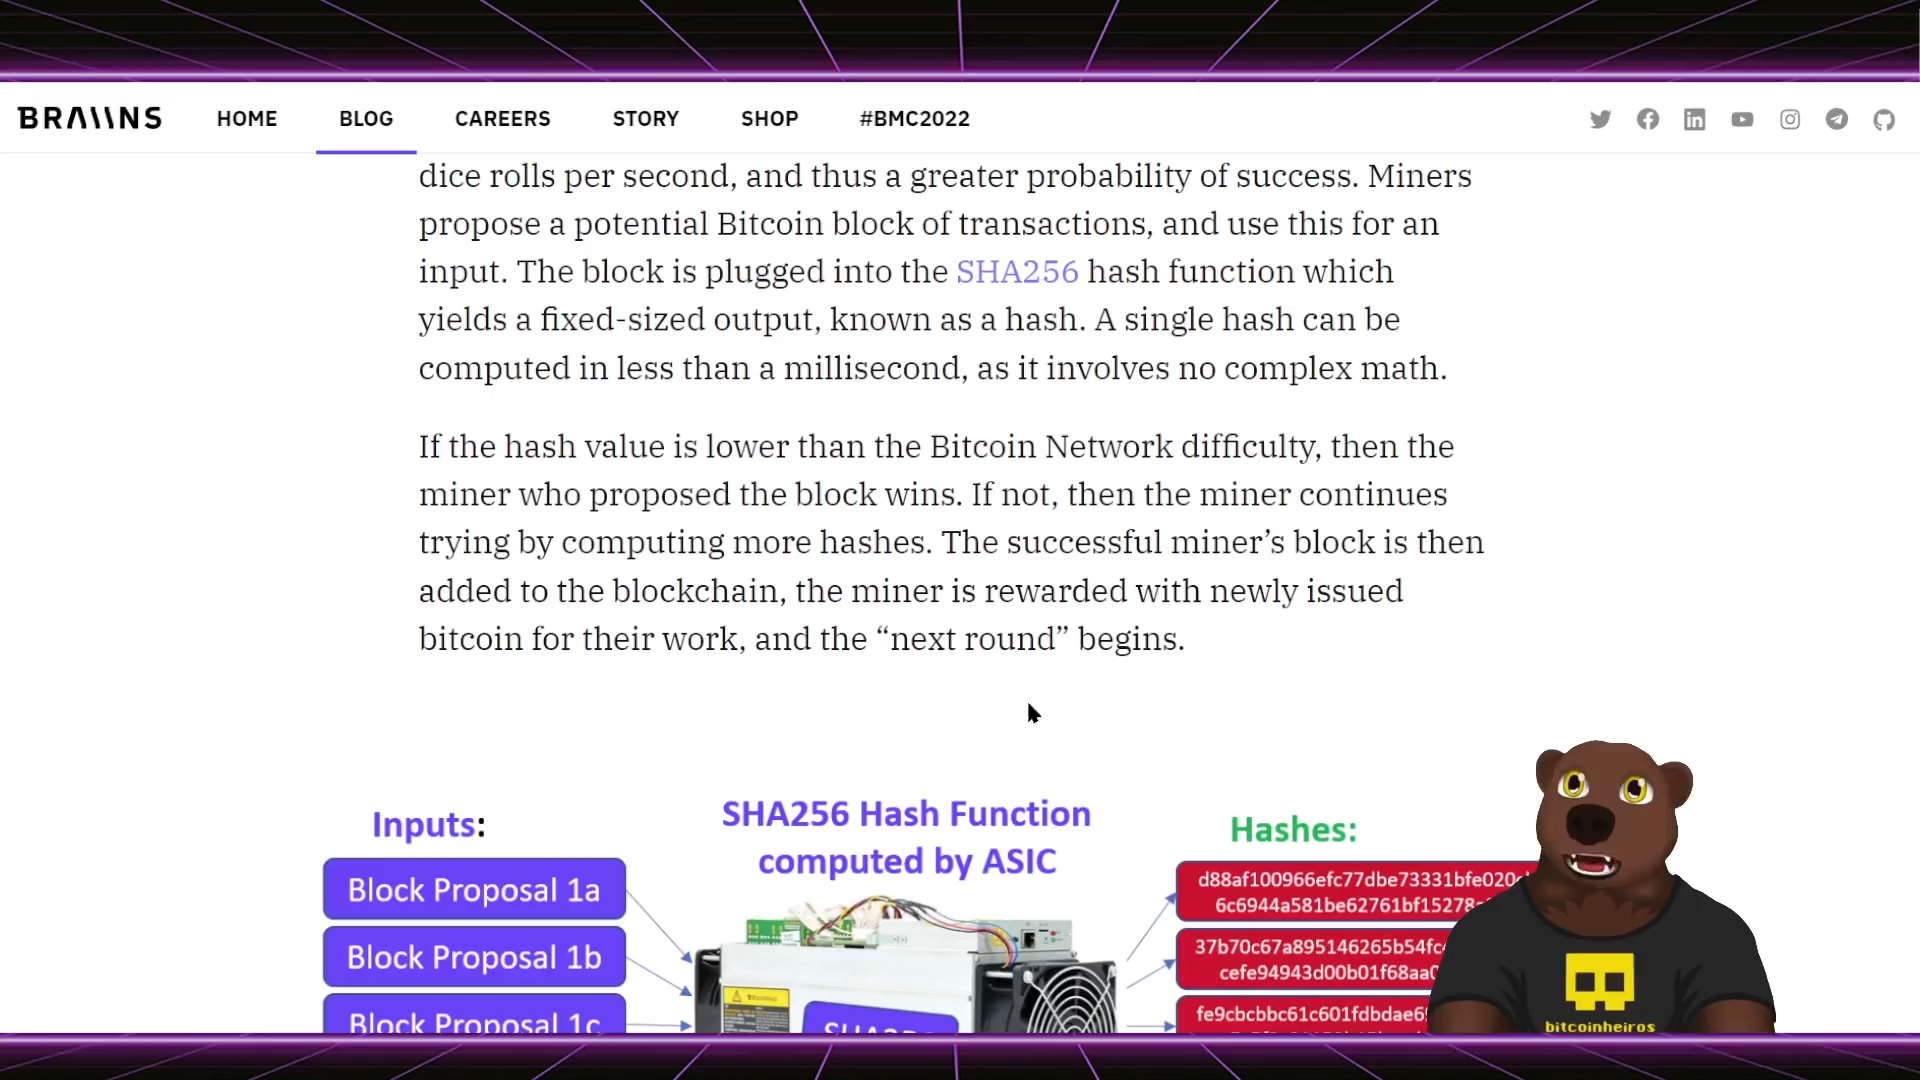 BRAIINS HOME BLOG CAREERS STORY SHOP #BMC2022
dice rolls per second, and thus a greater probability of success. Miners
propose a potential Bitcoin block of transactions, and use this for an
input. The block is plugged into the SHA256 hash function which
yields a fixed-sized output, known as a hash. A single hash can be
computed in less than a millisecond, as it involves no complex math.
If the hash value is lower than the Bitcoin Network difficulty, then the
miner who proposed the block wins. If not, then the miner continues
trying by computing more hashes. The successful miner’s block is then
added to the blockchain, the miner is rewarded with newly issued
bitcoin for their work, and the “next round” begins.
Inputs:
Block Proposal 1a
Block Proposal 1b
Block Proposal 1c
SHA256 Hash Function
computed by ASIC
Hashes:
d88af100966efc77dbe73331bfe020c
6c6944a581be62761bf15278
37b70c67a895146265b54fc
cefe94943d00b01f68aa0
fe9cbcbbc61c601fdbdae6
bitcoinheiros